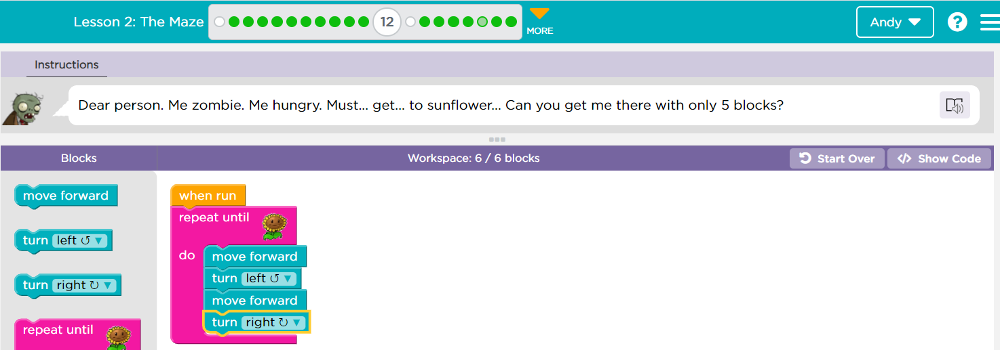 Lesson 2: The Maze
12
MORE
Andy
?
Instructions
Dear person. Me zombie. Me hungry. Must... get... to sunflower... Can you get me there with only 5 blocks?
Blocks
Workspace: 6 / 6 blocks
Start Over
</> Show Code
move forward
turn left ↺ ▼
turn right ↻ ▼
repeat until
when run
repeat until
do
move forward
turn left ↺ ▼
move forward
turn right ↻ ▼